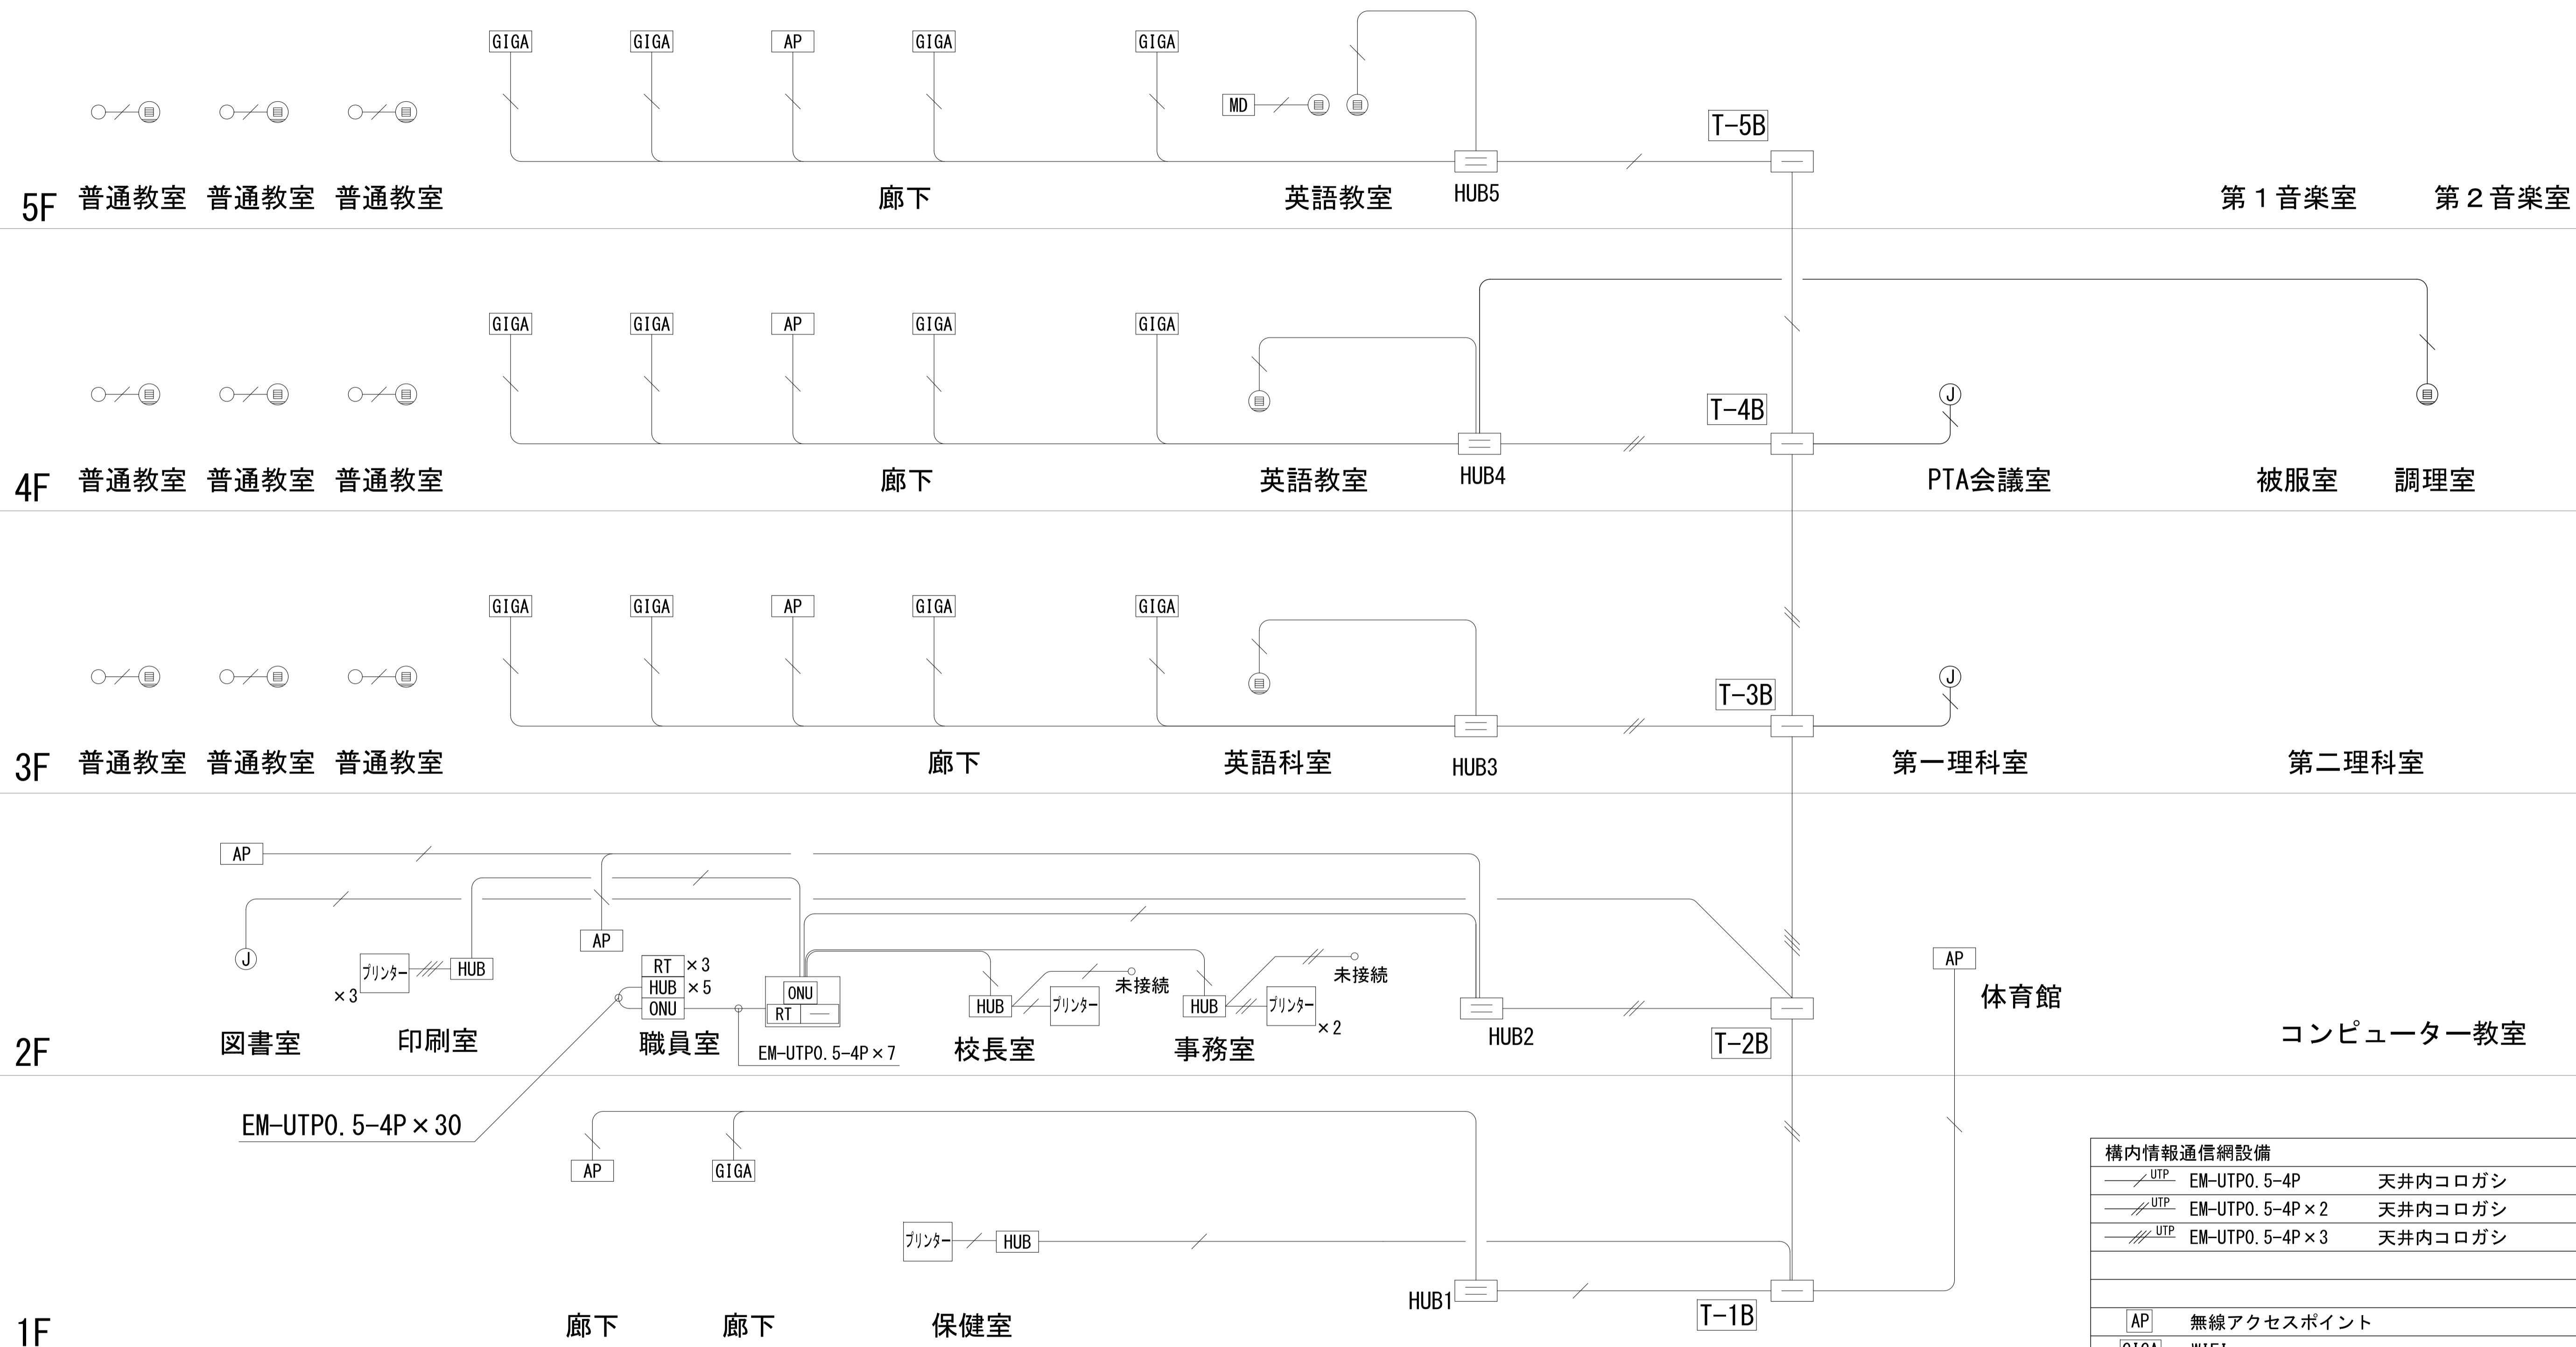 GIGA GIGA AP GIGA GIGA
MD
T-5B
5F 普通教室 普通教室 普通教室 廊下 英語教室 HUB5 第１音楽室 第２音楽室
GIGA GIGA AP GIGA GIGA
T-4B J
4F 普通教室 普通教室 普通教室 廊下 英語教室 HUB4 PTA会議室 被服室 調理室
GIGA GIGA AP GIGA GIGA
T-3B J
3F 普通教室 普通教室 普通教室 廊下 英語科室 HUB3 第一理科室 第二理科室
AP
AP
J プリンター ×3 HUB
RT ×3
HUB ×5
ONU
ONU
RT
HUB プリンター 未接続
HUB プリンター ×2 未接続
AP
体育館
HUB2
T-2B
2F 図書室 印刷室 職員室 EM-UTP0.5-4P×7 校長室 事務室 コンピューター教室
EM-UTP0.5-4P×30
AP GIGA
プリンター HUB
HUB1 T-1B
1F 廊下 廊下 保健室
構内情報通信網設備
UTP EM-UTP0.5-4P 天井内コロガシ
UTP EM-UTP0.5-4P×2 天井内コロガシ
UTP EM-UTP0.5-4P×3 天井内コロガシ
AP 無線アクセスポイント
GIGA WIFI